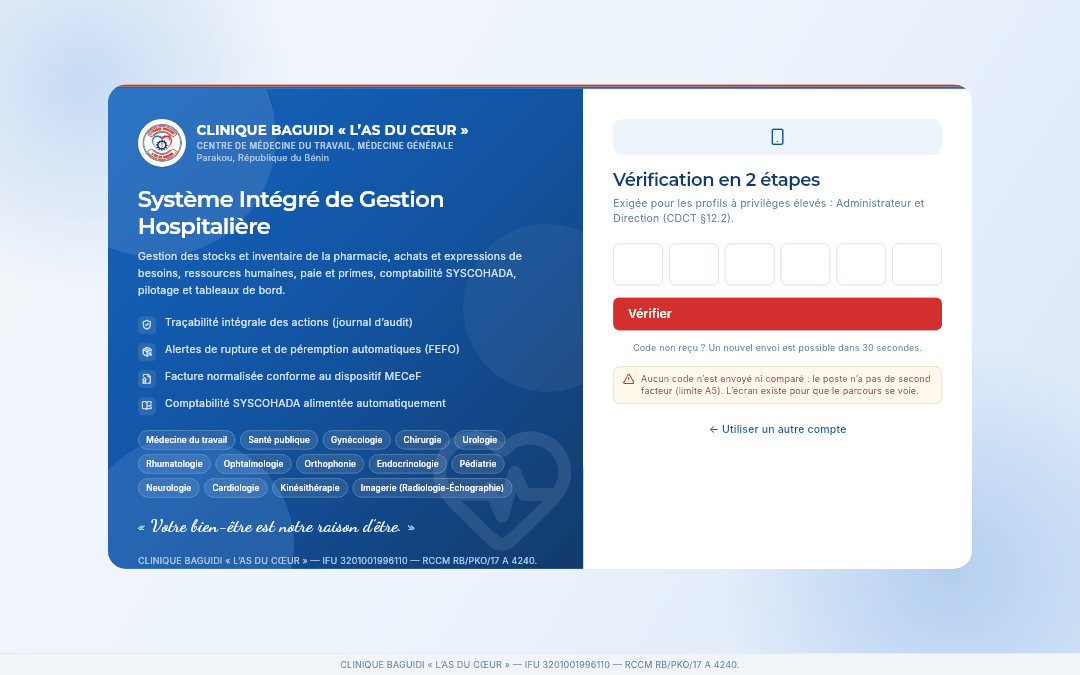 CLINIQUE BAGUIDI « L'AS DU CŒUR »
CENTRE DE MÉDECINE DU TRAVAIL, MÉDECINE GÉNÉRALE
Parakou, République du Bénin
Système Intégré de Gestion
Hospitalière
Gestion des stocks et inventaire de la pharmacie, achats et expressions de
besoins, ressources humaines, paie et primes, comptabilité SYSCOHADA,
pilotage et tableaux de bord.
Traçabilité intégrale des actions (journal d'audit)
Alertes de rupture et de péremption automatiques (FEFO)
Facture normalisée conforme au dispositif MECeF
Comptabilité SYSCOHADA alimentée automatiquement
Médecine du travail Santé publique Gynécologie Chirurgie Urologie
Rhumatologie Ophtalmologie Orthophonie Endocrinologie Pédiatrie
Neurologie Cardiologie Kinésithérapie Imagerie (Radiologie-Échographie)
« Votre bien-être est notre raison d'être. »
CLINIQUE BAGUIDI « L'AS DU CŒUR » — IFU 3201001996110 — RCCM RB/PKO/17 A 4240.
Vérification en 2 étapes
Exigée pour les profils à privilèges élevés : Administrateur et
Direction (CDCT §12.2).
Vérifier
Code non reçu ? Un nouvel envoi est possible dans 30 secondes.
Aucun code n'est envoyé ni comparé : le poste n'a pas de second
facteur (limite A5). L'écran existe pour que le parcours se voie.
← Utiliser un autre compte
CLINIQUE BAGUIDI « L'AS DU CŒUR » — IFU 3201001996110 — RCCM RB/PKO/17 A 4240.